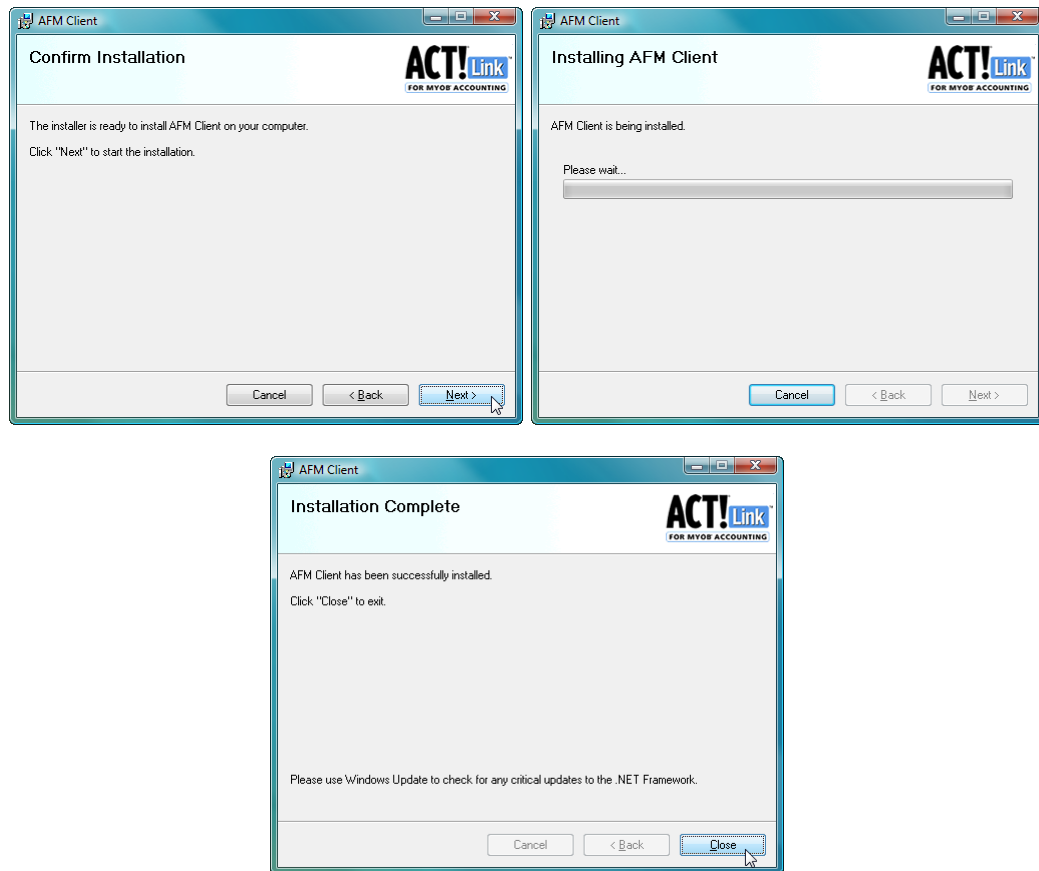 AFM Client
Confirm Installation
ACT! Link™
FOR MYOB ACCOUNTING
The installer is ready to install AFM Client on your computer.
Click "Next" to start the installation.
Cancel
< Back
Next >
AFM Client
Installing AFM Client
ACT! Link™
FOR MYOB ACCOUNTING
AFM Client is being installed.
Please wait...
Cancel
< Back
Next >
AFM Client
Installation Complete
ACT! Link™
FOR MYOB ACCOUNTING
AFM Client has been successfully installed.
Click "Close" to exit.
Please use Windows Update to check for any critical updates to the .NET Framework.
Cancel
< Back
Close